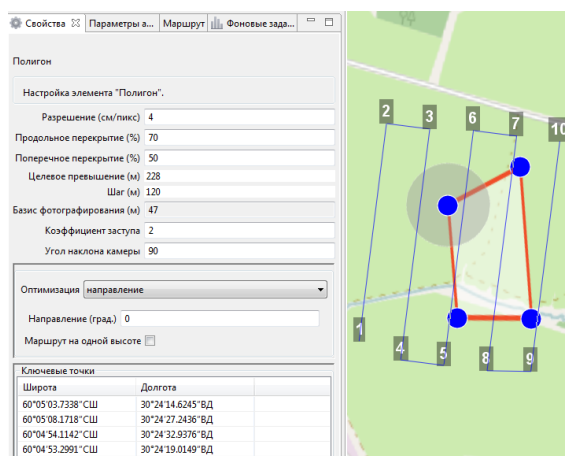 Свойства Параметры а... Маршрут Фоновые зада...
Полигон
Настройка элемента "Полигон".
Разрешение (см/пикс) 4
Продольное перекрытие (%) 70
Поперечное перекрытие (%) 50
Целевое превышение (м) 228
Шаг (м) 120
Базис фотографирования (м) 47
Коэффициент заступа 2
Угол наклона камеры 90
Оптимизация направление
Направление (град.) 0
Маршрут на одной высоте
Ключевые точки
Широта Долгота
60°05'03.7338"СШ 30°24'14.6245"ВД
60°05'08.1718"СШ 30°24'27.2436"ВД
60°04'54.1142"СШ 30°24'32.9376"ВД
60°04'53.2991"СШ 30°24'19.0149"ВД
2 3 6 7 10
1 4 5 8 9